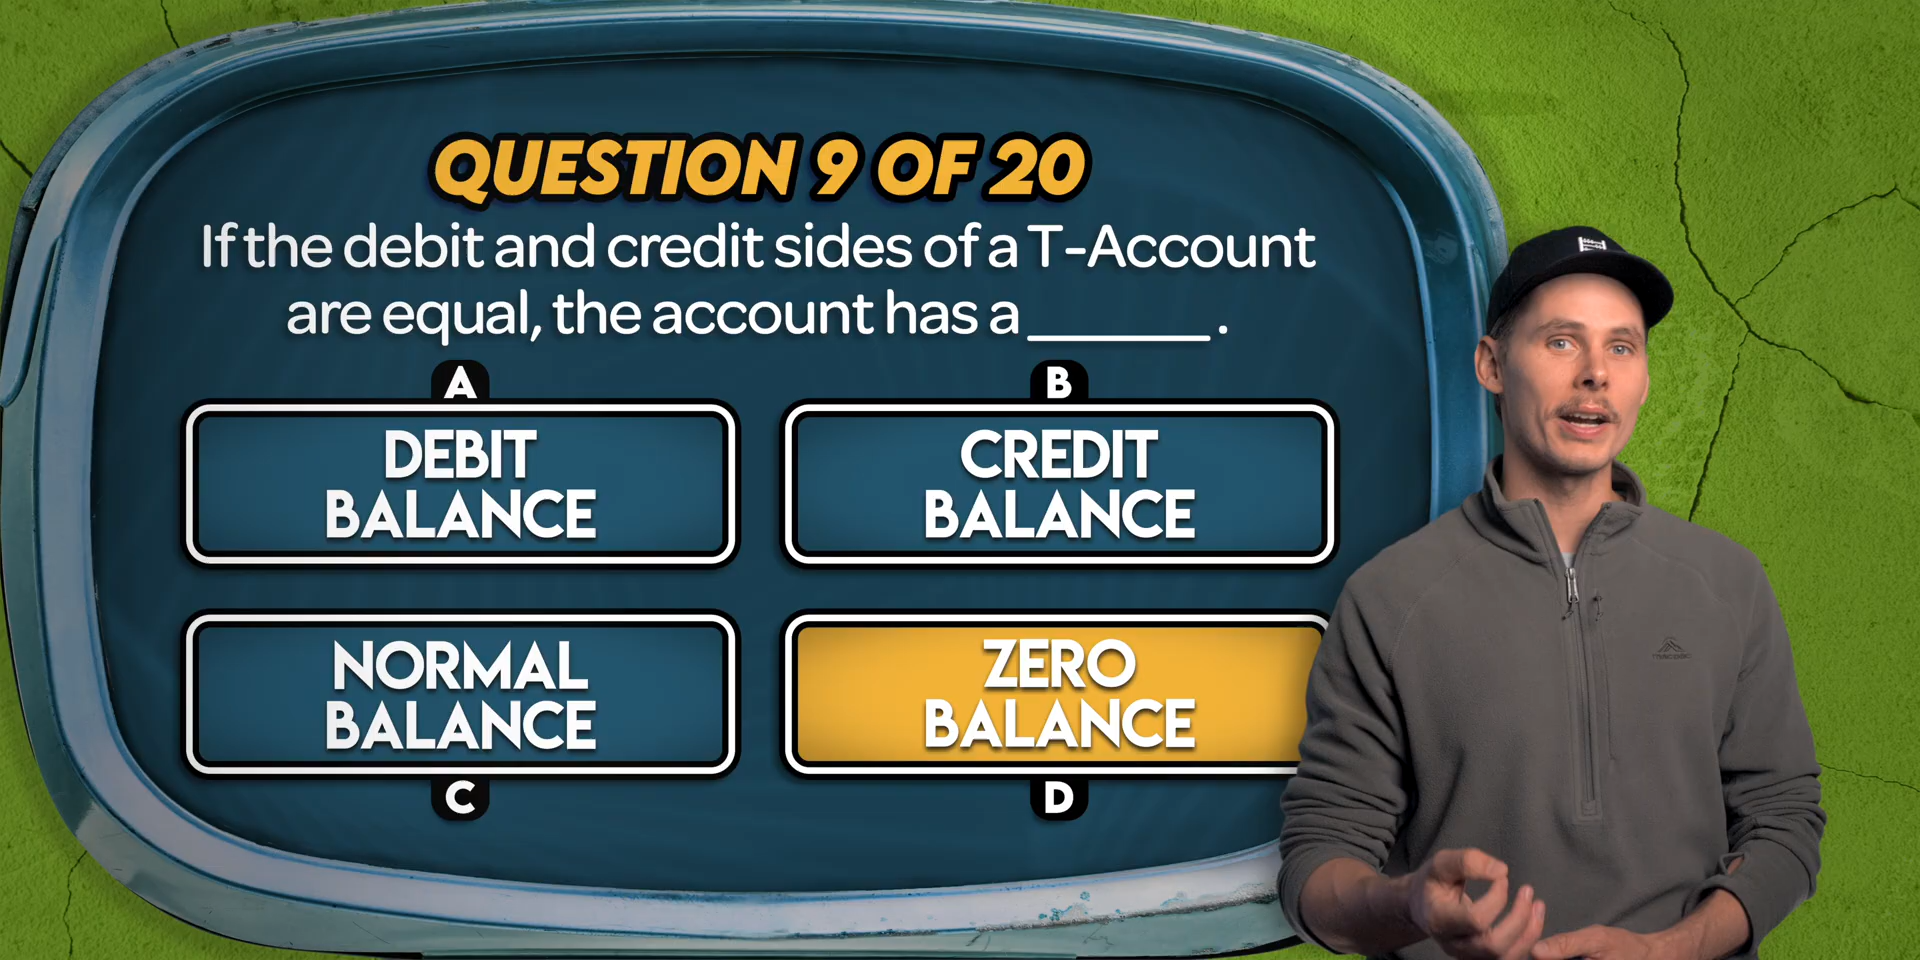 QUESTION 9 OF 20
If the debit and credit sides of a T-Account
are equal, the account has a ______.
A
B
DEBIT
BALANCE
CREDIT
BALANCE
NORMAL
BALANCE
ZERO
BALANCE
C
D